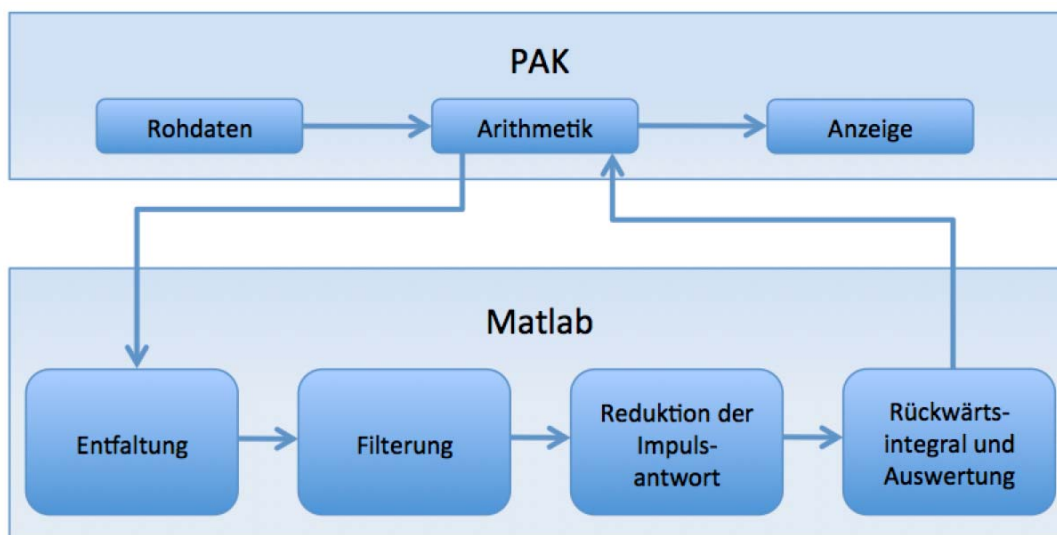 PAK
Rohdaten
Arithmetik
Anzeige
Matlab
Entfaltung
Filterung
Reduktion der
Impuls-
antwort
Rückwärts-
integral und
Auswertung